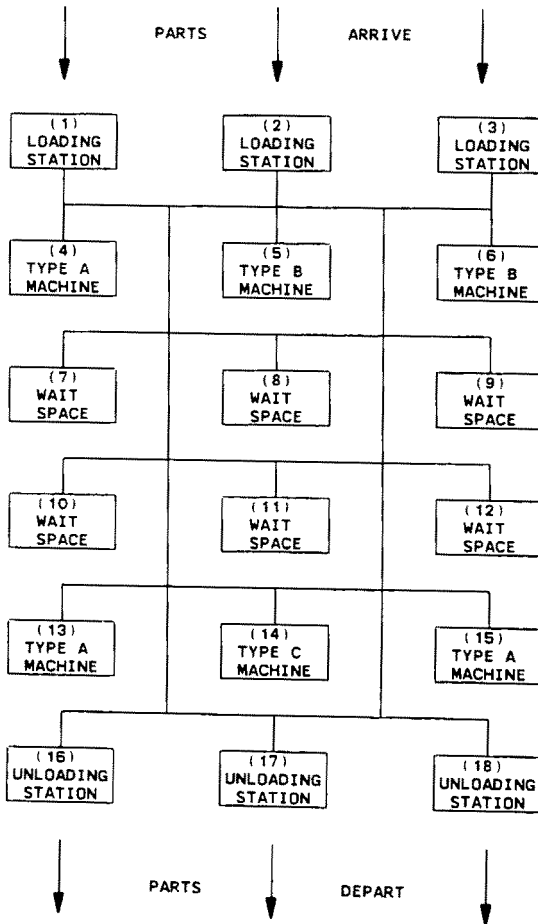 PARTS ARRIVE
(1)
LOADING
STATION
(2)
LOADING
STATION
(3)
LOADING
STATION
(4)
TYPE A
MACHINE
(5)
TYPE B
MACHINE
(6)
TYPE B
MACHINE
(7)
WAIT
SPACE
(8)
WAIT
SPACE
(9)
WAIT
SPACE
(10)
WAIT
SPACE
(11)
WAIT
SPACE
(12)
WAIT
SPACE
(13)
TYPE A
MACHINE
(14)
TYPE C
MACHINE
(15)
TYPE A
MACHINE
(16)
UNLOADING
STATION
(17)
UNLOADING
STATION
(18)
UNLOADING
STATION
PARTS DEPART